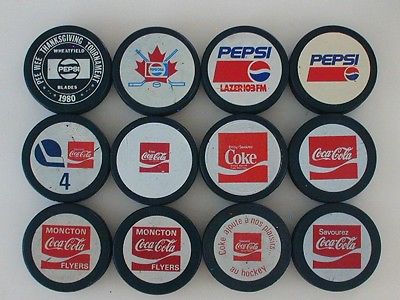 PEE WEE THANKSGIVING TOURNAMENT
WHEATFIELD
PEPSI
BLADES
1980
PEPSI
PEPSI
LAZER 103 FM
PEPSI
Coca-Cola
4
Coca-Cola
Coke
Coca-Cola
MONCTON
Coca-Cola
FLYERS
MONCTON
Coca-Cola
FLYERS
Coke ajoute à nos plaisirs
Coca-Cola
au hockey
Savourez
Coca-Cola